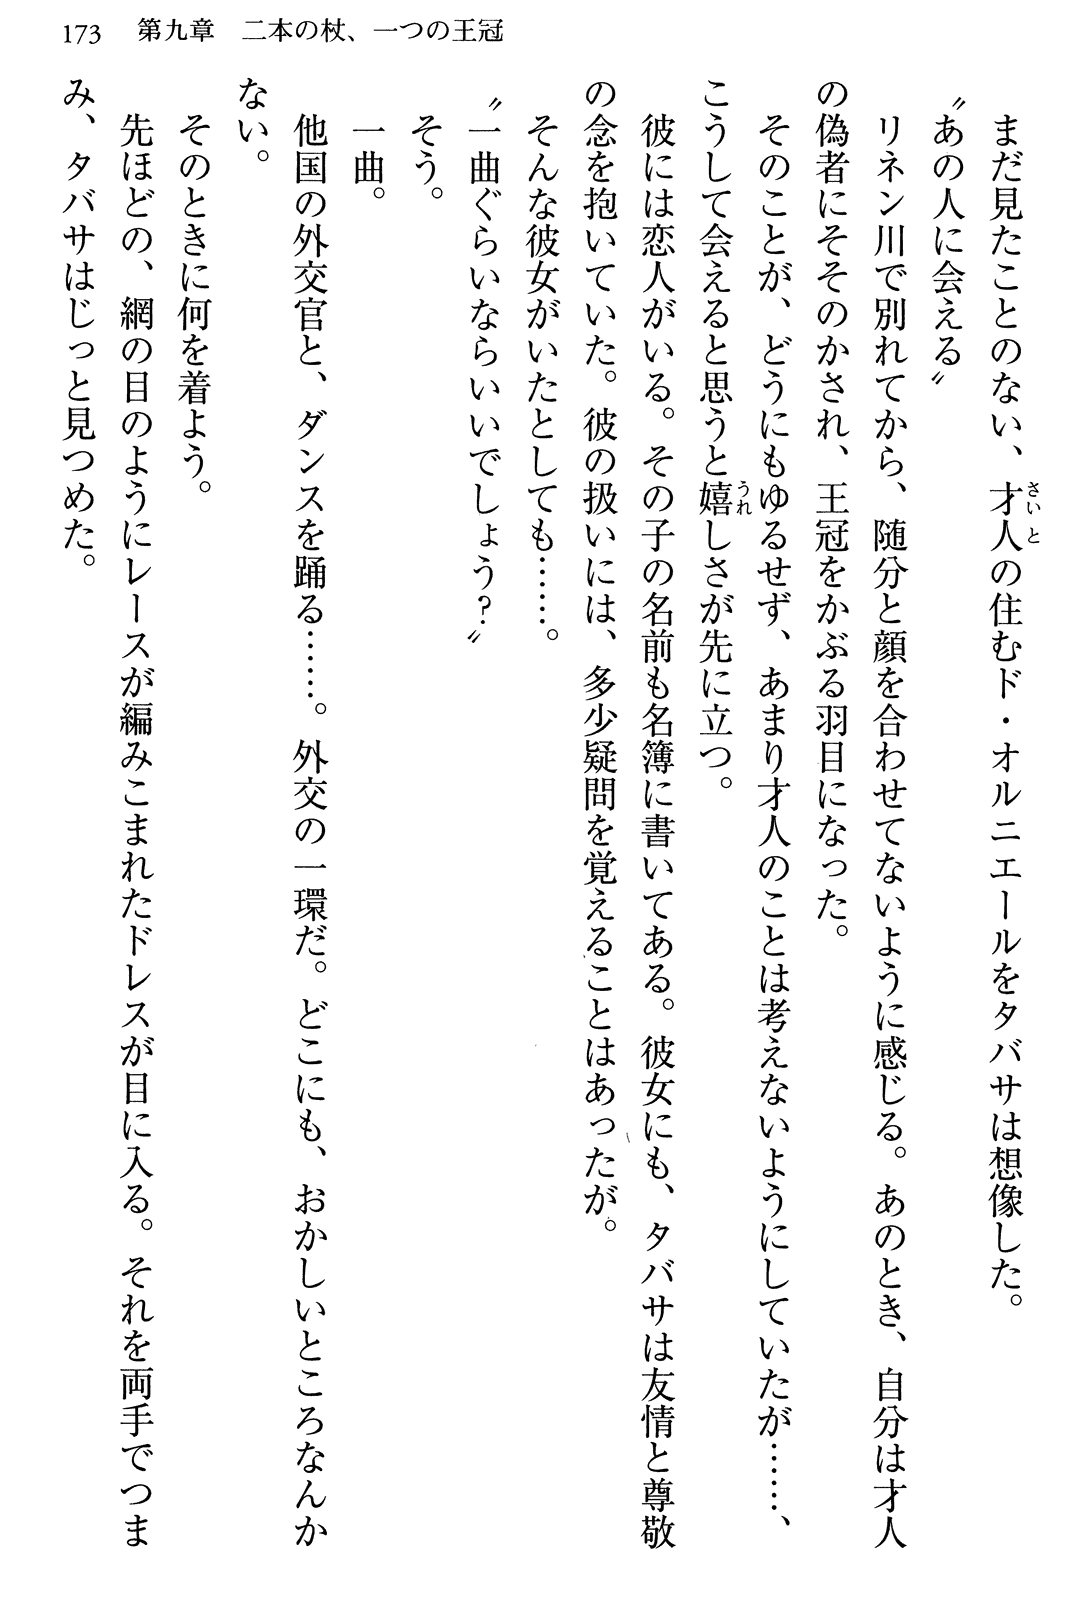 173　第九章　二本の杖、一つの王冠
まだ見たことのない、才人の住むド・オルニエールをタバサは想像した。
〝あの人に会える〟
リネン川で別れてから、随分と顔を合わせてないように感じる。あのとき、自分は才人
の偽者にそそのかされ、王冠をかぶる羽目になった。
そのことが、どうにもゆるせず、あまり才人のことは考えないようにしていたが……、
こうして会えると思うと嬉しさが先に立つ。
彼には恋人がいる。その子の名前も名簿に書いてある。彼女にも、タバサは友情と尊敬
の念を抱いていた。彼の扱いには、多少疑問を覚えることはあったが。
そんな彼女がいたとしても……。
〝一曲ぐらいならいいでしょう？〟
そう。
一曲。
他国の外交官と、ダンスを踊る……。外交の一環だ。どこにも、おかしいところなんか
ない。
そのときに何を着よう。
先ほどの、網の目のようにレースが編みこまれたドレスが目に入る。それを両手でつま
み、タバサはじっと見つめた。